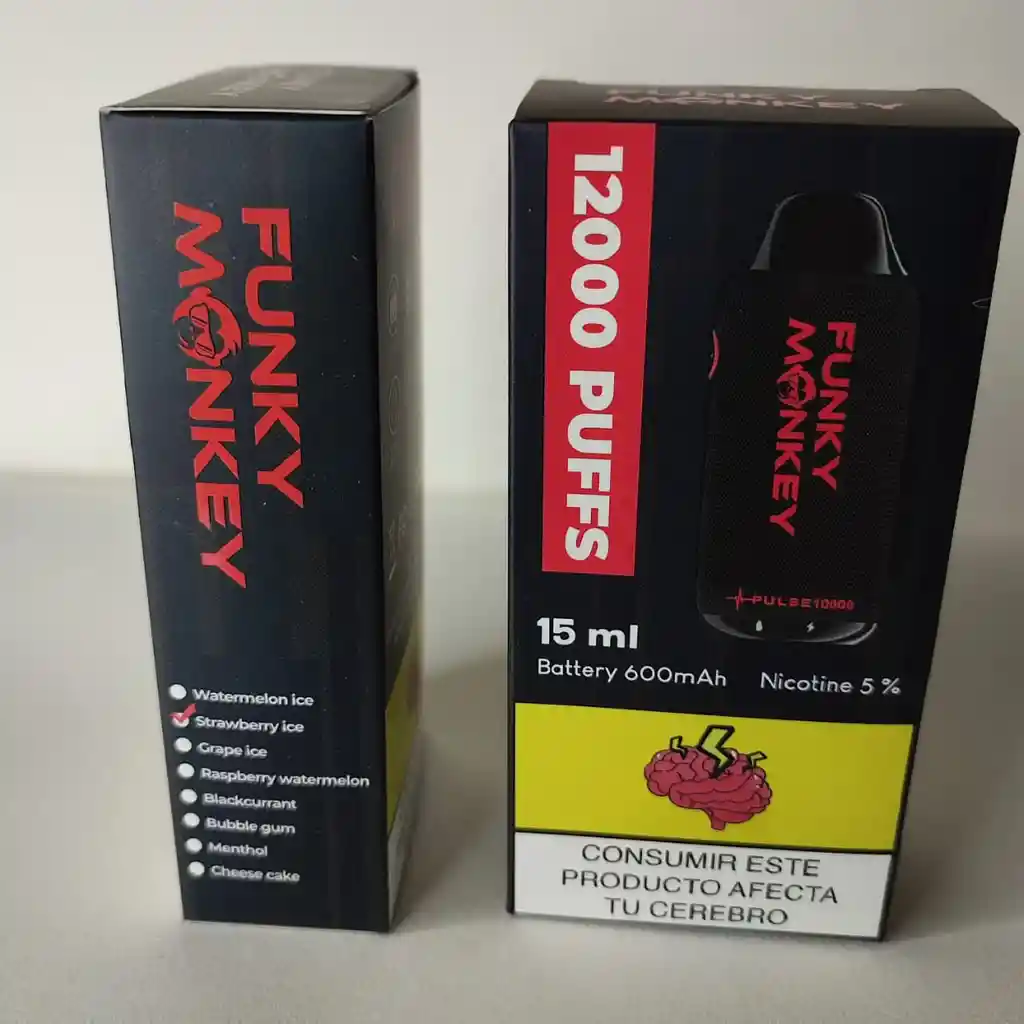 FUNKY
MONKEY
Watermelon ice
Strawberry ice
Grape ice
Raspberry watermelon
Blackcurrant
Bubble gum
Menthol
Cheese cake
FUNKY
MONKEY
12000 PUFFS
FUNKY
MONKEY
PULSE10000
15 ml
Battery 600mAh Nicotine 5 %
CONSUMIR ESTE
PRODUCTO AFECTA
TU CEREBRO